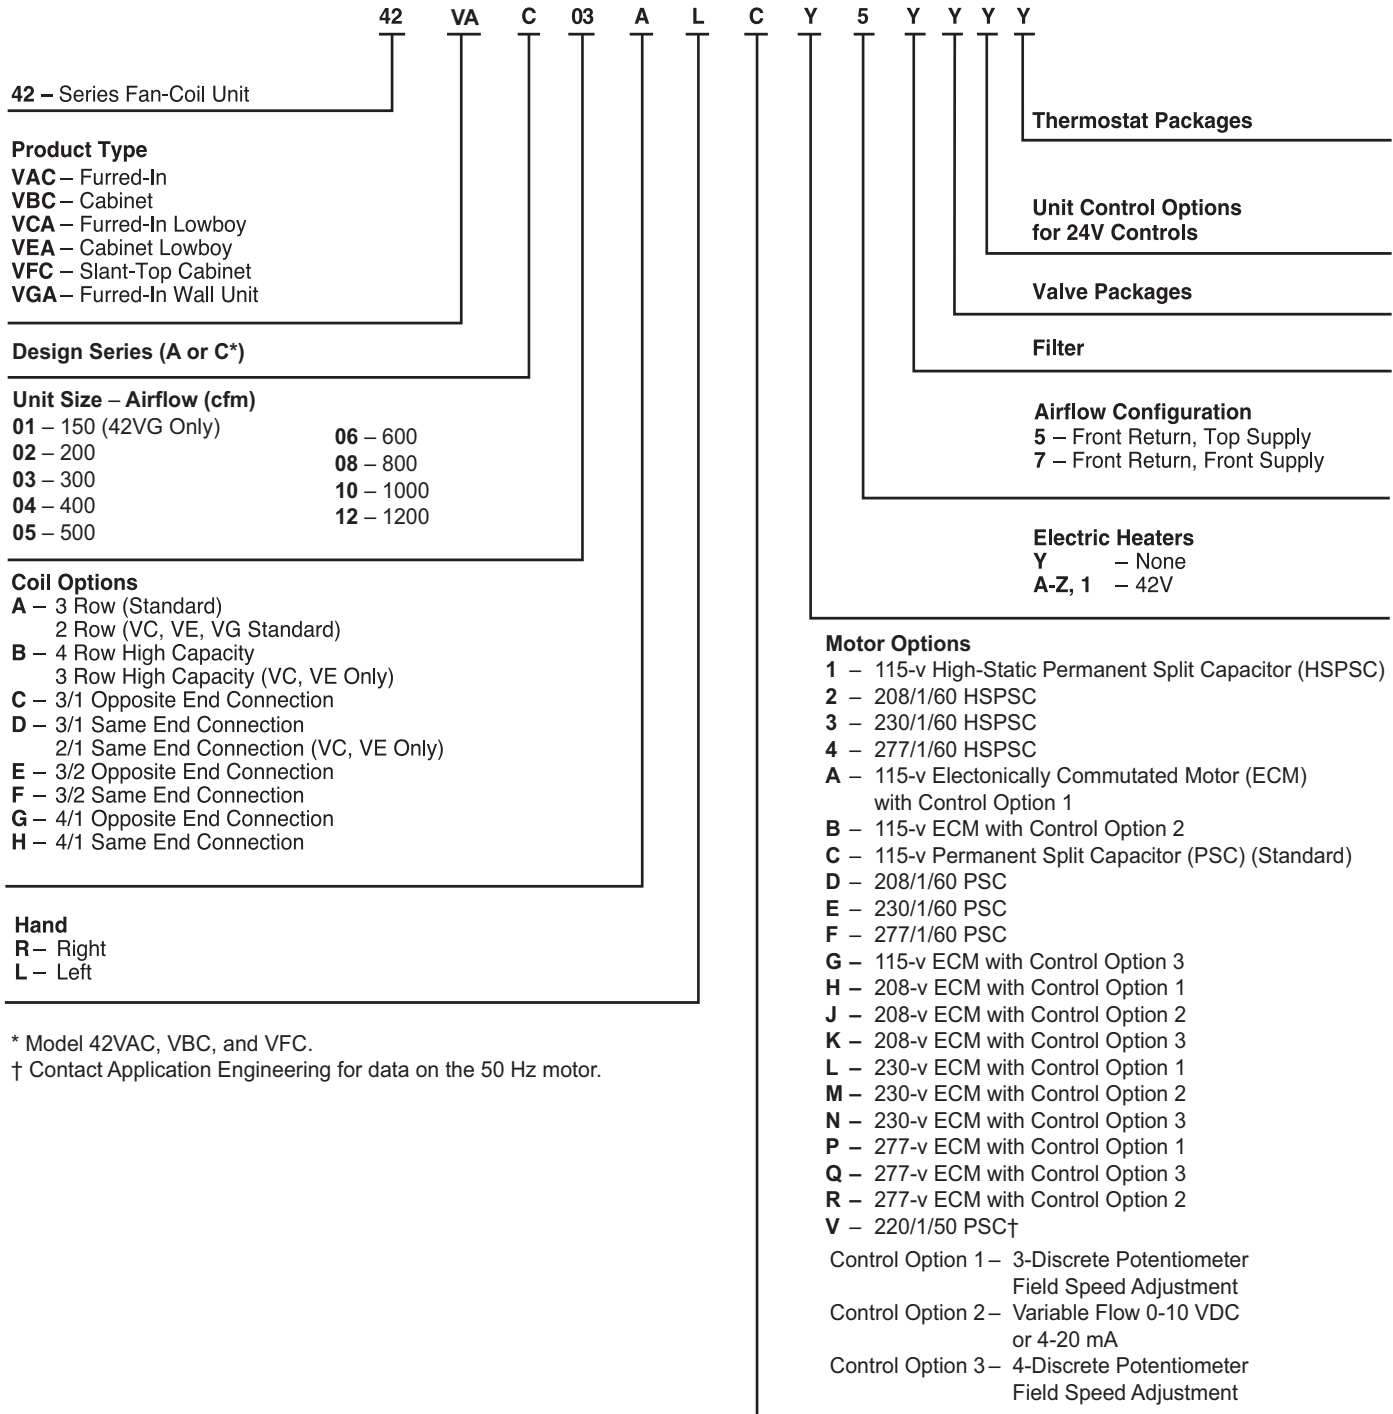 42 VA C 03 A L C Y 5 Y Y Y Y
42 – Series Fan-Coil Unit
Product Type
VAC – Furred-In
VBC – Cabinet
VCA – Furred-In Lowboy
VEA – Cabinet Lowboy
VFC – Slant-Top Cabinet
VGA – Furred-In Wall Unit
Design Series (A or C*)
Unit Size – Airflow (cfm)
01 – 150 (42VG Only)
02 – 200
03 – 300
04 – 400
05 – 500
06 – 600
08 – 800
10 – 1000
12 – 1200
Coil Options
A – 3 Row (Standard)
2 Row (VC, VE, VG Standard)
B – 4 Row High Capacity
3 Row High Capacity (VC, VE Only)
C – 3/1 Opposite End Connection
D – 3/1 Same End Connection
2/1 Same End Connection (VC, VE Only)
E – 3/2 Opposite End Connection
F – 3/2 Same End Connection
G – 4/1 Opposite End Connection
H – 4/1 Same End Connection
Hand
R – Right
L – Left
* Model 42VAC, VBC, and VFC.
† Contact Application Engineering for data on the 50 Hz motor.
Thermostat Packages
Unit Control Options
for 24V Controls
Valve Packages
Filter
Airflow Configuration
5 – Front Return, Top Supply
7 – Front Return, Front Supply
Electric Heaters
Y – None
A-Z, 1 – 42V
Motor Options
1 – 115-v High-Static Permanent Split Capacitor (HSPSC)
2 – 208/1/60 HSPSC
3 – 230/1/60 HSPSC
4 – 277/1/60 HSPSC
A – 115-v Electonically Commutated Motor (ECM)
with Control Option 1
B – 115-v ECM with Control Option 2
C – 115-v Permanent Split Capacitor (PSC) (Standard)
D – 208/1/60 PSC
E – 230/1/60 PSC
F – 277/1/60 PSC
G – 115-v ECM with Control Option 3
H – 208-v ECM with Control Option 1
J – 208-v ECM with Control Option 2
K – 208-v ECM with Control Option 3
L – 230-v ECM with Control Option 1
M – 230-v ECM with Control Option 2
N – 230-v ECM with Control Option 3
P – 277-v ECM with Control Option 1
Q – 277-v ECM with Control Option 3
R – 277-v ECM with Control Option 2
V – 220/1/50 PSC†
Control Option 1 – 3-Discrete Potentiometer
Field Speed Adjustment
Control Option 2 – Variable Flow 0-10 VDC
or 4-20 mA
Control Option 3 – 4-Discrete Potentiometer
Field Speed Adjustment